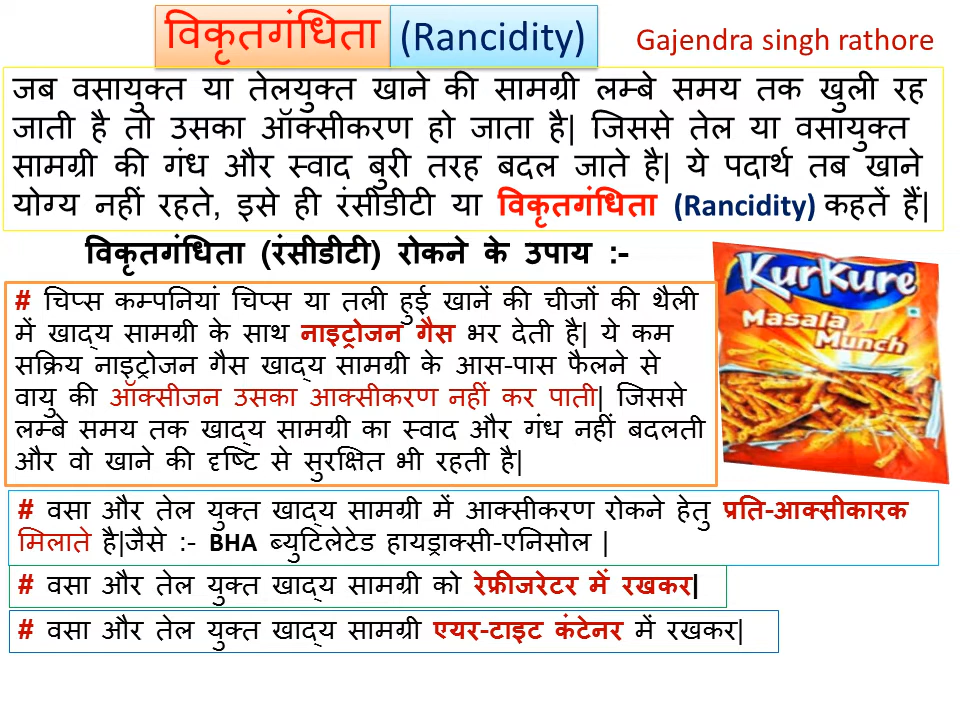 विकृतगंधिता (Rancidity) Gajendra singh rathore
जब वसायुक्त या तेलयुक्त खाने की सामग्री लम्बे समय तक खुली रह
जाती है तो उसका ऑक्सीकरण हो जाता है| जिससे तेल या वसायुक्त
सामग्री की गंध और स्वाद बुरी तरह बदल जाते है| ये पदार्थ तब खाने
योग्य नहीं रहते, इसे ही रंसीडीटी या विकृतगंधिता (Rancidity) कहतें हैं|
विकृतगंधिता (रंसीडीटी) रोकने के उपाय :-
# चिप्स कम्पनियां चिप्स या तली हुई खानें की चीजों की थैली
में खाद्य सामग्री के साथ नाइट्रोजन गैस भर देती है| ये कम
सक्रिय नाइट्रोजन गैस खाद्य सामग्री के आस-पास फैलने से
वायु की ऑक्सीजन उसका आक्सीकरण नहीं कर पाती| जिससे
लम्बे समय तक खाद्य सामग्री का स्वाद और गंध नहीं बदलती
और वो खाने की दृष्टि से सुरक्षित भी रहती है|
KurKure
Masala
Munch
# वसा और तेल युक्त खाद्य सामग्री में आक्सीकरण रोकने हेतु प्रति-आक्सीकारक
मिलाते है|जैसे :- BHA ब्युटिलेटेड हायड्राक्सी-एनिसोल |
# वसा और तेल युक्त खाद्य सामग्री को रेफ्रीजरेटर में रखकर|
# वसा और तेल युक्त खाद्य सामग्री एयर-टाइट कंटेनर में रखकर|